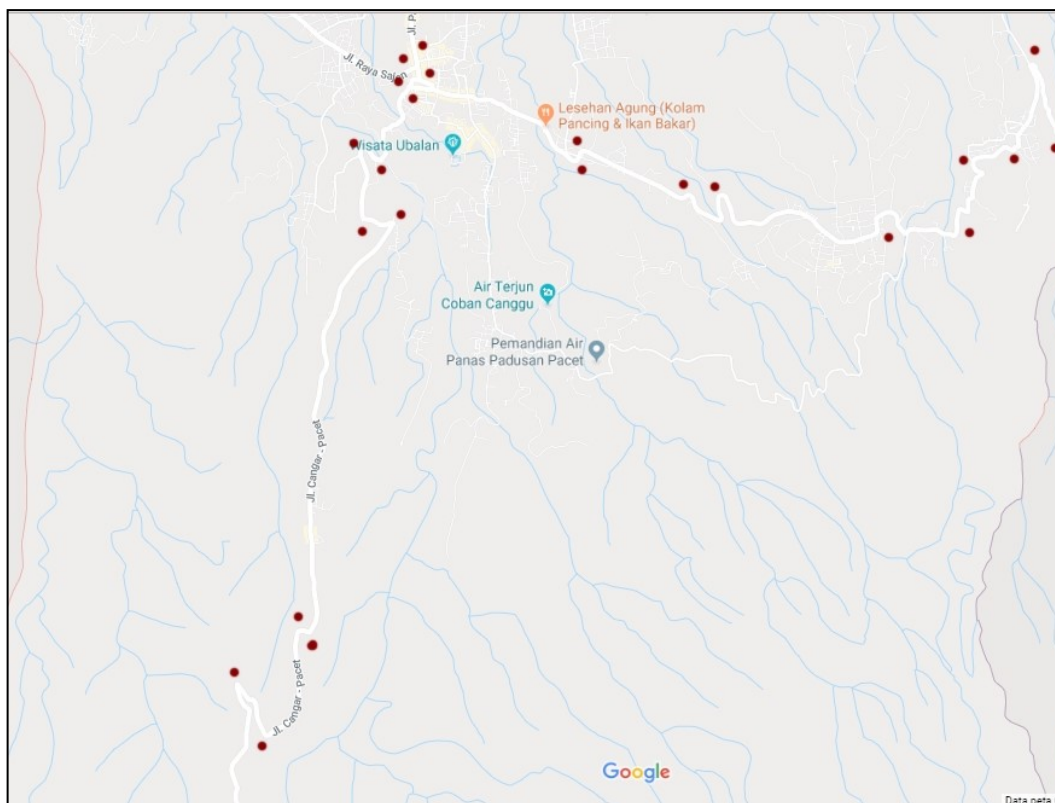 Jl. P
Jl. Raya Sajen
Lesehan Agung (Kolam
Pancing & Ikan Bakar)
Wisata Ubalan
Air Terjun
Coban Canggu
Pemandian Air
Panas Padusan Pacet
Jl. Cangar - Pacet
Jl. Cangar - Pacet
Google
Data peta